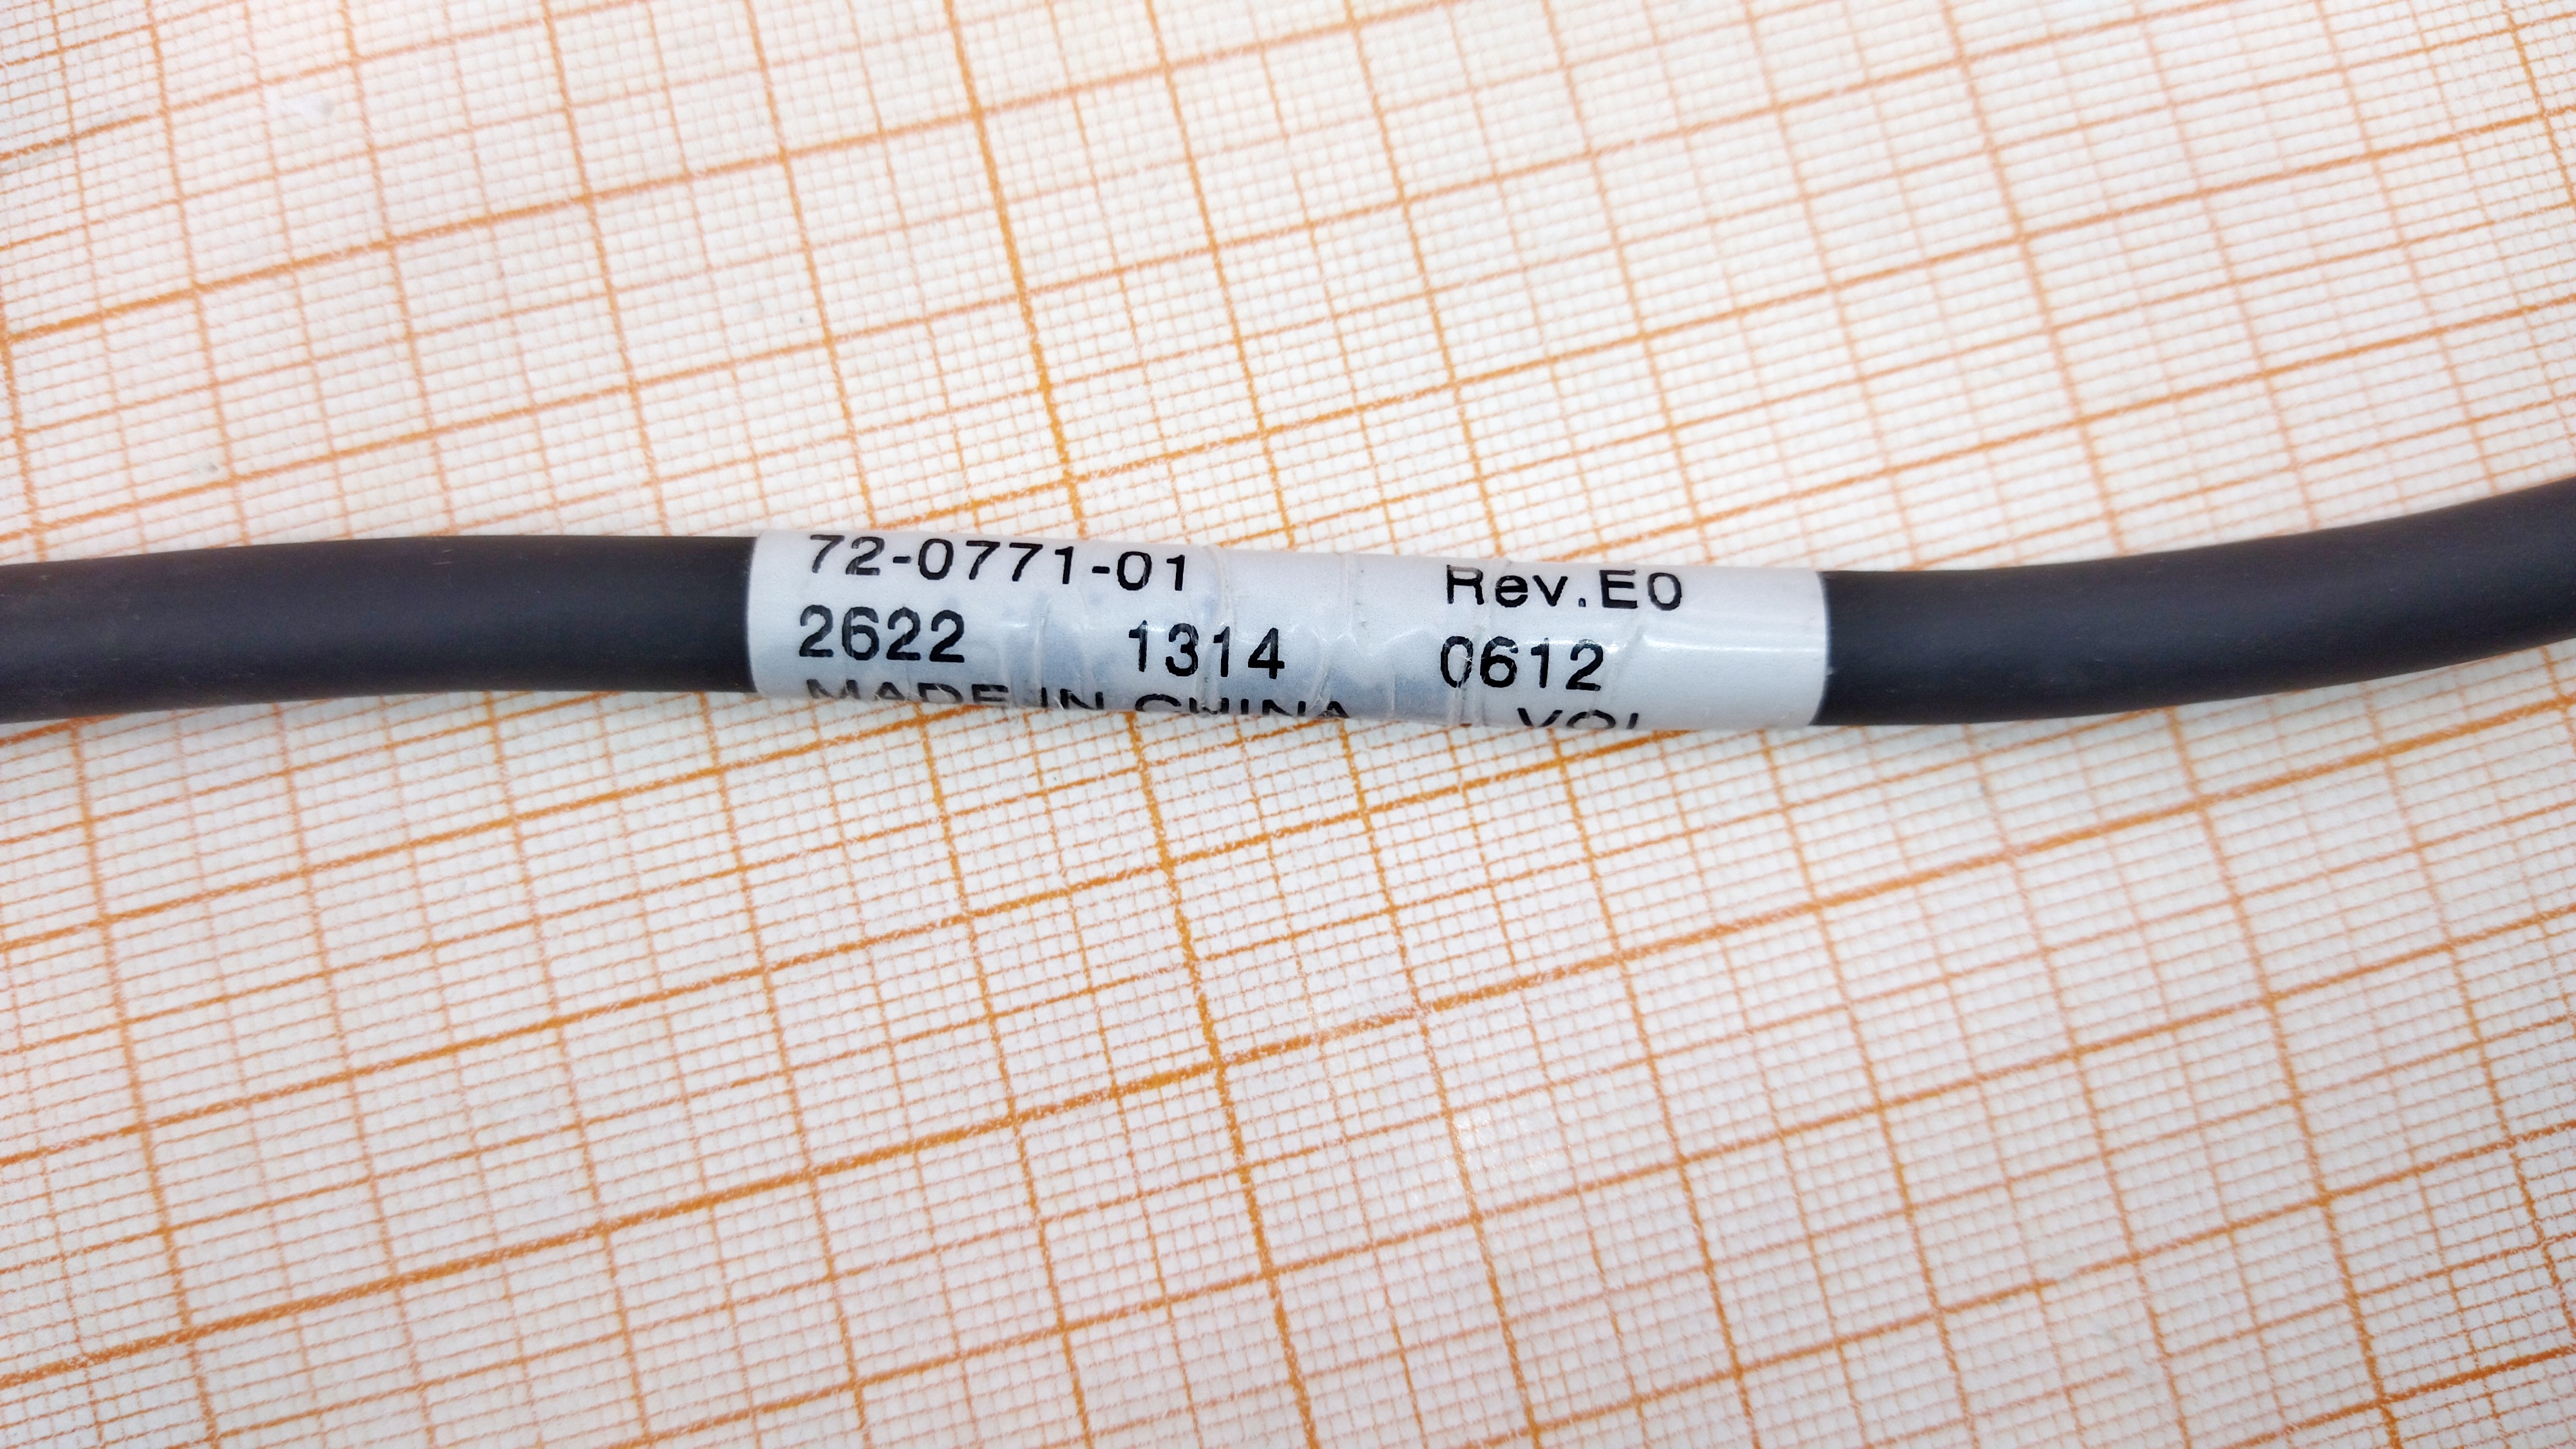 72-0771-01 Rev.E0
2622 1314 0612
MADE IN CHINA